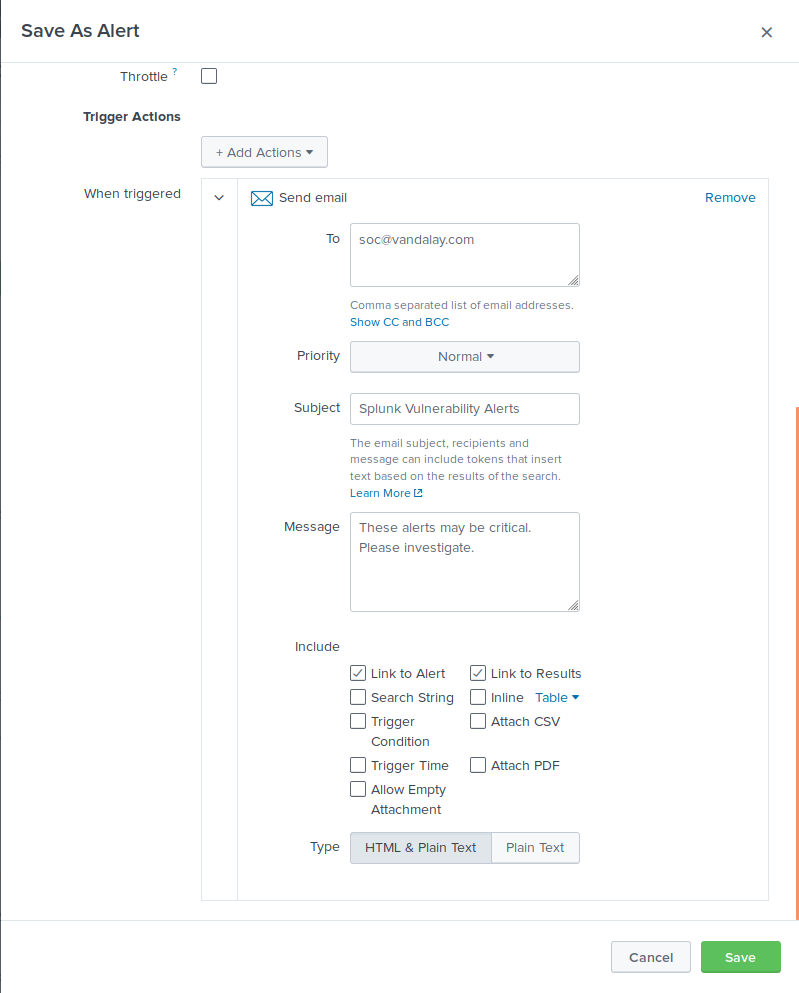 Save As Alert
Throttle ?
Trigger Actions
+ Add Actions
When triggered
Send email
Remove
To
soc@vandalay.com
Comma separated list of email addresses.
Show CC and BCC
Priority
Normal
Subject
Splunk Vulnerability Alerts
The email subject, recipients and
message can include tokens that insert
text based on the results of the search.
Learn More
Message
These alerts may be critical.
Please investigate.
Include
Link to Alert
Link to Results
Search String
Inline Table
Trigger
Condition
Attach CSV
Trigger Time
Attach PDF
Allow Empty
Attachment
Type
HTML & Plain Text
Plain Text
Cancel
Save